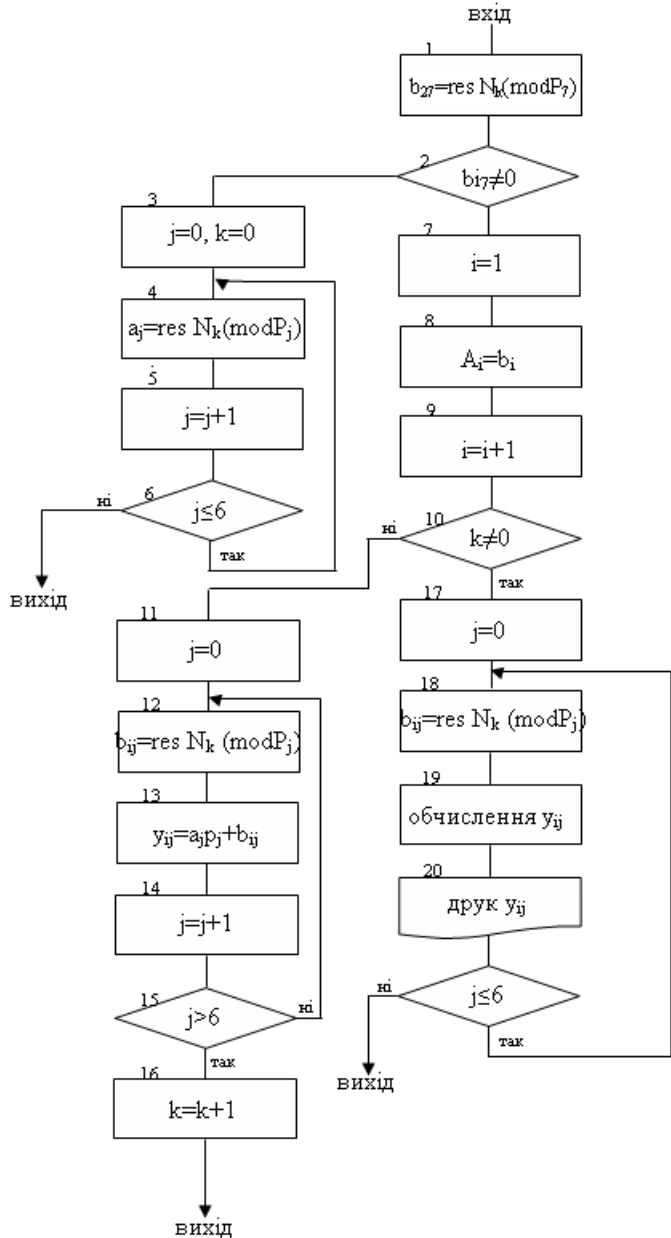 вхід
1
b₂₇=res Nₖ(modP₇)
2
bi₇≠0
3
j=0, k=0
7
i=1
4
aⱼ=res Nₖ(modPⱼ)
8
Aᵢ=bᵢ
5
j=j+1
9
i=i+1
6
ні
j≤6
так
вихід
10
ні
k≠0
так
11
j=0
17
j=0
12
bᵢⱼ=res Nₖ (modPⱼ)
18
bᵢⱼ=res Nₖ (modPⱼ)
13
yᵢⱼ=aⱼpⱼ+bᵢⱼ
19
обчислення yᵢⱼ
14
j=j+1
20
друк yᵢⱼ
15
j>6
ні
так
ні
j≤6
так
вихід
16
k=k+1
вихід